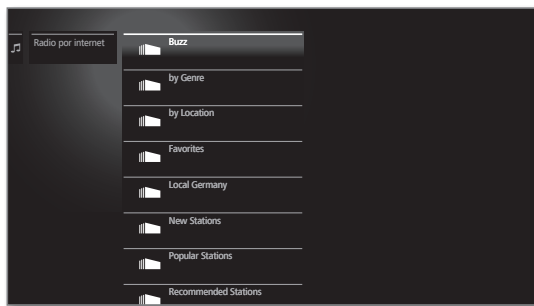 Radio por internet
Buzz
by Genre
by Location
Favorites
Local Germany
New Stations
Popular Stations
Recommended Stations